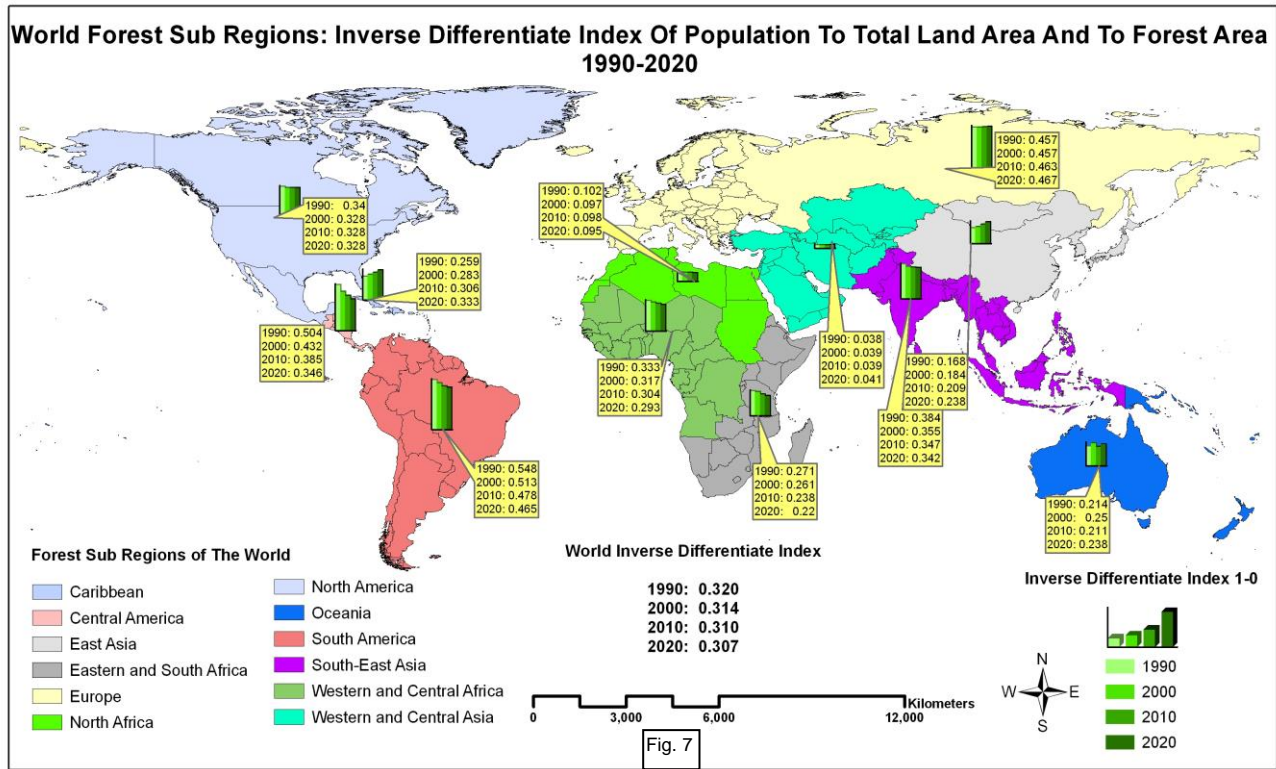 World Forest Sub Regions: Inverse Differentiate Index Of Population To Total Land Area And To Forest Area
1990-2020
1990: 0.457
2000: 0.457
2010: 0.463
2020: 0.467
1990: 0.102
2000: 0.097
2010: 0.098
2020: 0.095
1990: 0.34
2000: 0.328
2010: 0.328
2020: 0.328
1990: 0.259
2000: 0.283
2010: 0.306
2020: 0.333
1990: 0.504
2000: 0.432
2010: 0.385
2020: 0.346
1990: 0.038
2000: 0.039
2010: 0.039
2020: 0.041
1990: 0.333
2000: 0.317
2010: 0.304
2020: 0.293
1990: 0.168
2000: 0.184
2010: 0.209
2020: 0.238
1990: 0.384
2000: 0.355
2010: 0.347
2020: 0.342
1990: 0.548
2000: 0.513
2010: 0.478
2020: 0.465
1990: 0.271
2000: 0.261
2010: 0.238
2020: 0.22
1990: 0.214
2000: 0.25
2010: 0.211
2020: 0.238
Forest Sub Regions of The World
Caribbean
Central America
East Asia
Eastern and South Africa
Europe
North Africa
North America
Oceania
South America
South-East Asia
Western and Central Africa
Western and Central Asia
World Inverse Differentiate Index
1990: 0.320
2000: 0.314
2010: 0.310
2020: 0.307
Kilometers
0 3,000 6,000 12,000
Fig. 7
N
W E
S
Inverse Differentiate Index 1-0
1990
2000
2010
2020